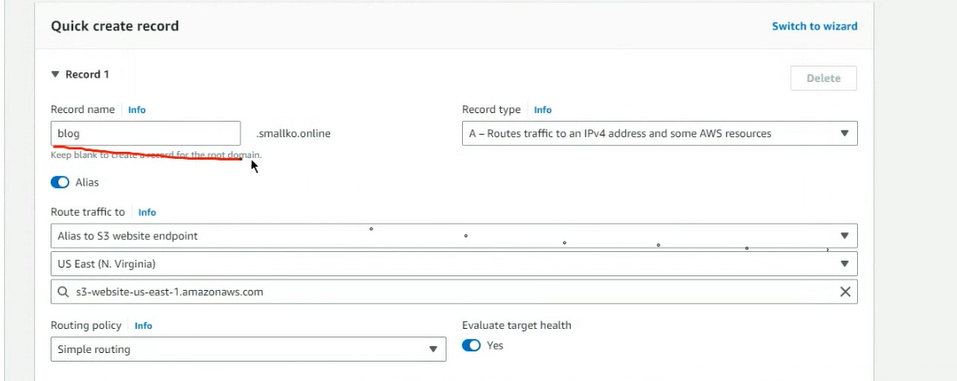 Quick create record
Switch to wizard
Record 1
Delete
Record name Info
Record type Info
blog
.smallko.online
A – Routes traffic to an IPv4 address and some AWS resources
Keep blank to create a record for the root domain.
Alias
Route traffic to Info
Alias to S3 website endpoint
US East (N. Virginia)
s3-website-us-east-1.amazonaws.com
Routing policy Info
Evaluate target health
Simple routing
Yes